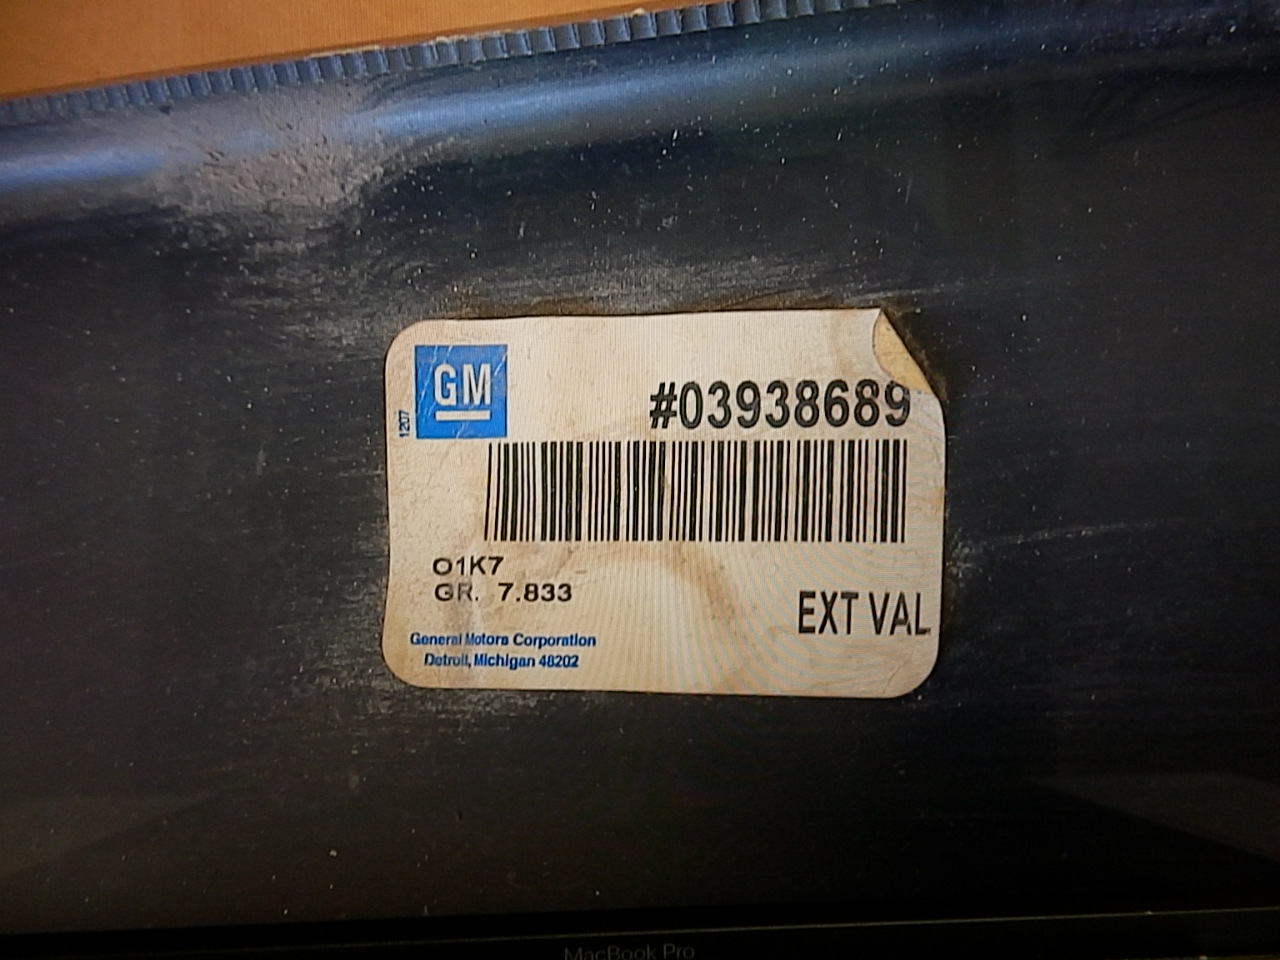 GM
#03938689
1207
O1K7
GR. 7.833
EXT VAL
General Motors Corporation
Detroit, Michigan 48202
MacBook Pro